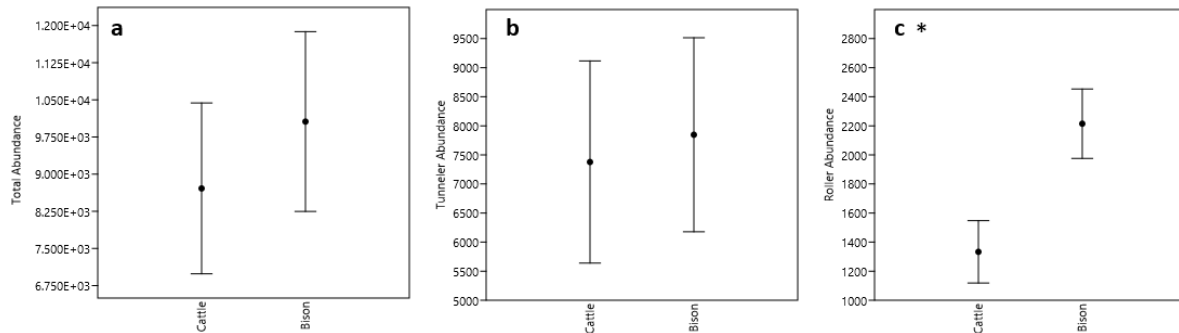 a
Total Abundance
1.200E+04
1.125E+04
1.050E+04
9.750E+03
9.000E+03
8.250E+03
7.500E+03
6.750E+03
Cattle
Bison
b
Tunneler Abundance
9500
9000
8500
8000
7500
7000
6500
6000
5500
5000
Cattle
Bison
c *
Roller Abundance
2800
2600
2400
2200
2000
1800
1600
1400
1200
1000
Cattle
Bison